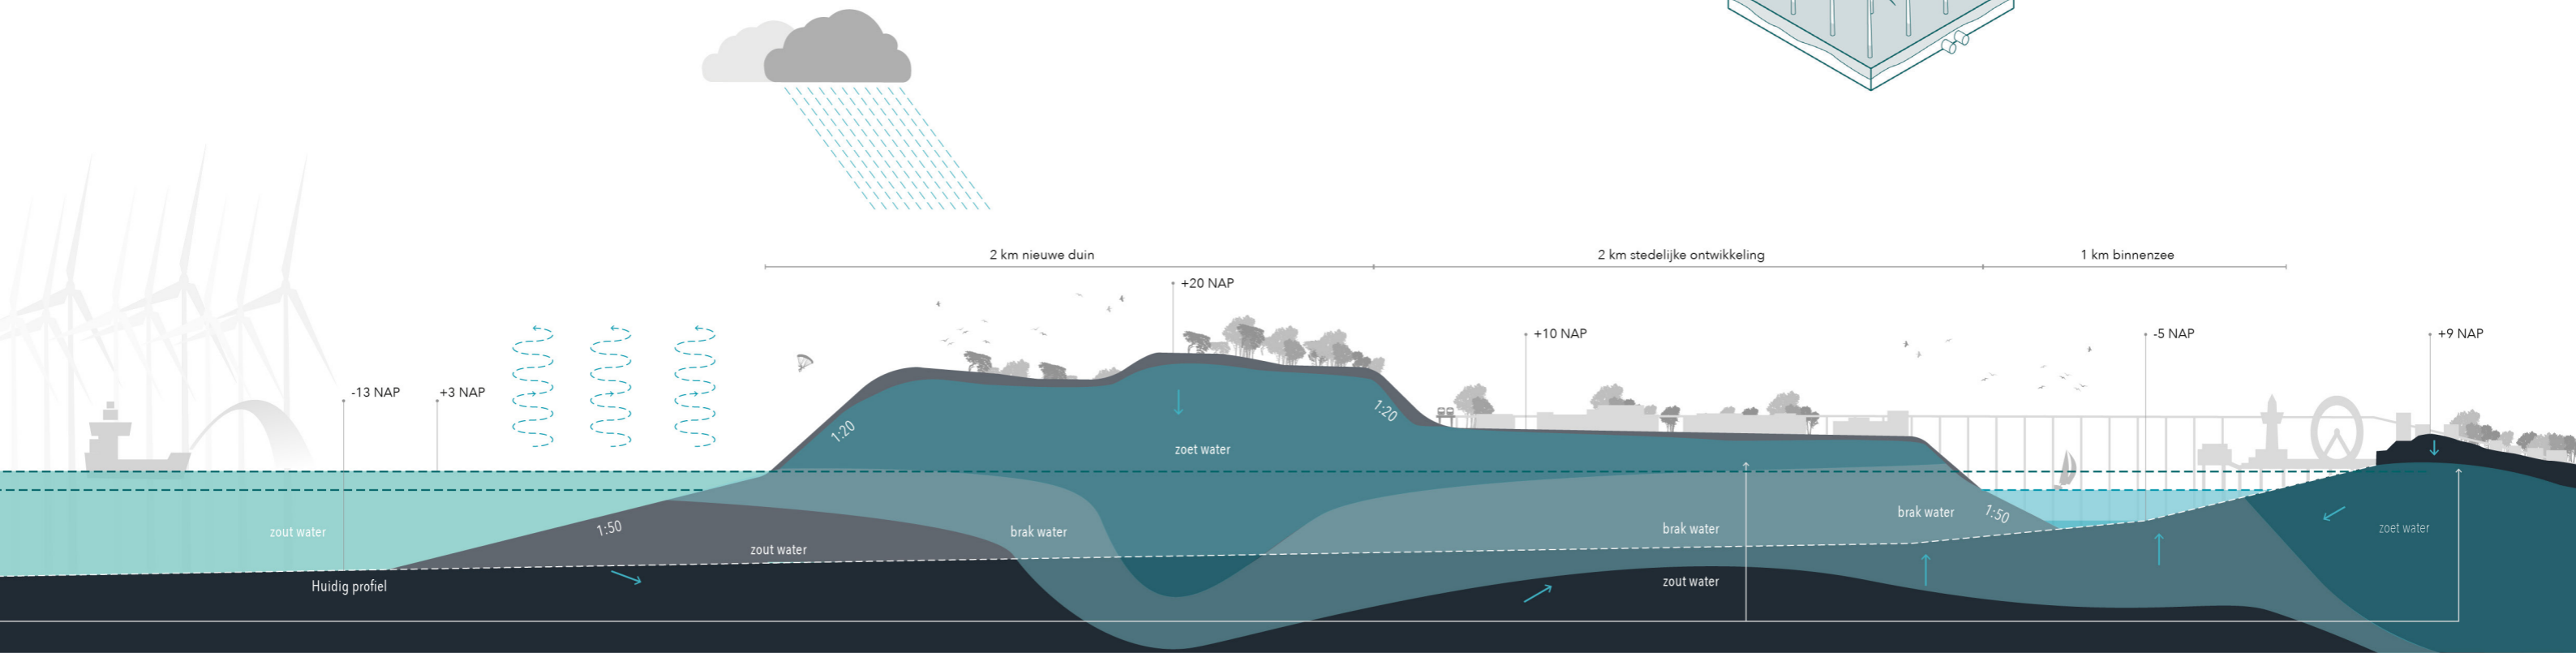 2 km nieuwe duin
2 km stedelijke ontwikkeling
1 km binnenzee
+20 NAP
+10 NAP
-5 NAP
+9 NAP
-13 NAP
+3 NAP
1:20
1:20
zoet water
zout water
1:50
brak water
brak water
brak water
1:50
zoet water
zout water
Huidig profiel
zout water